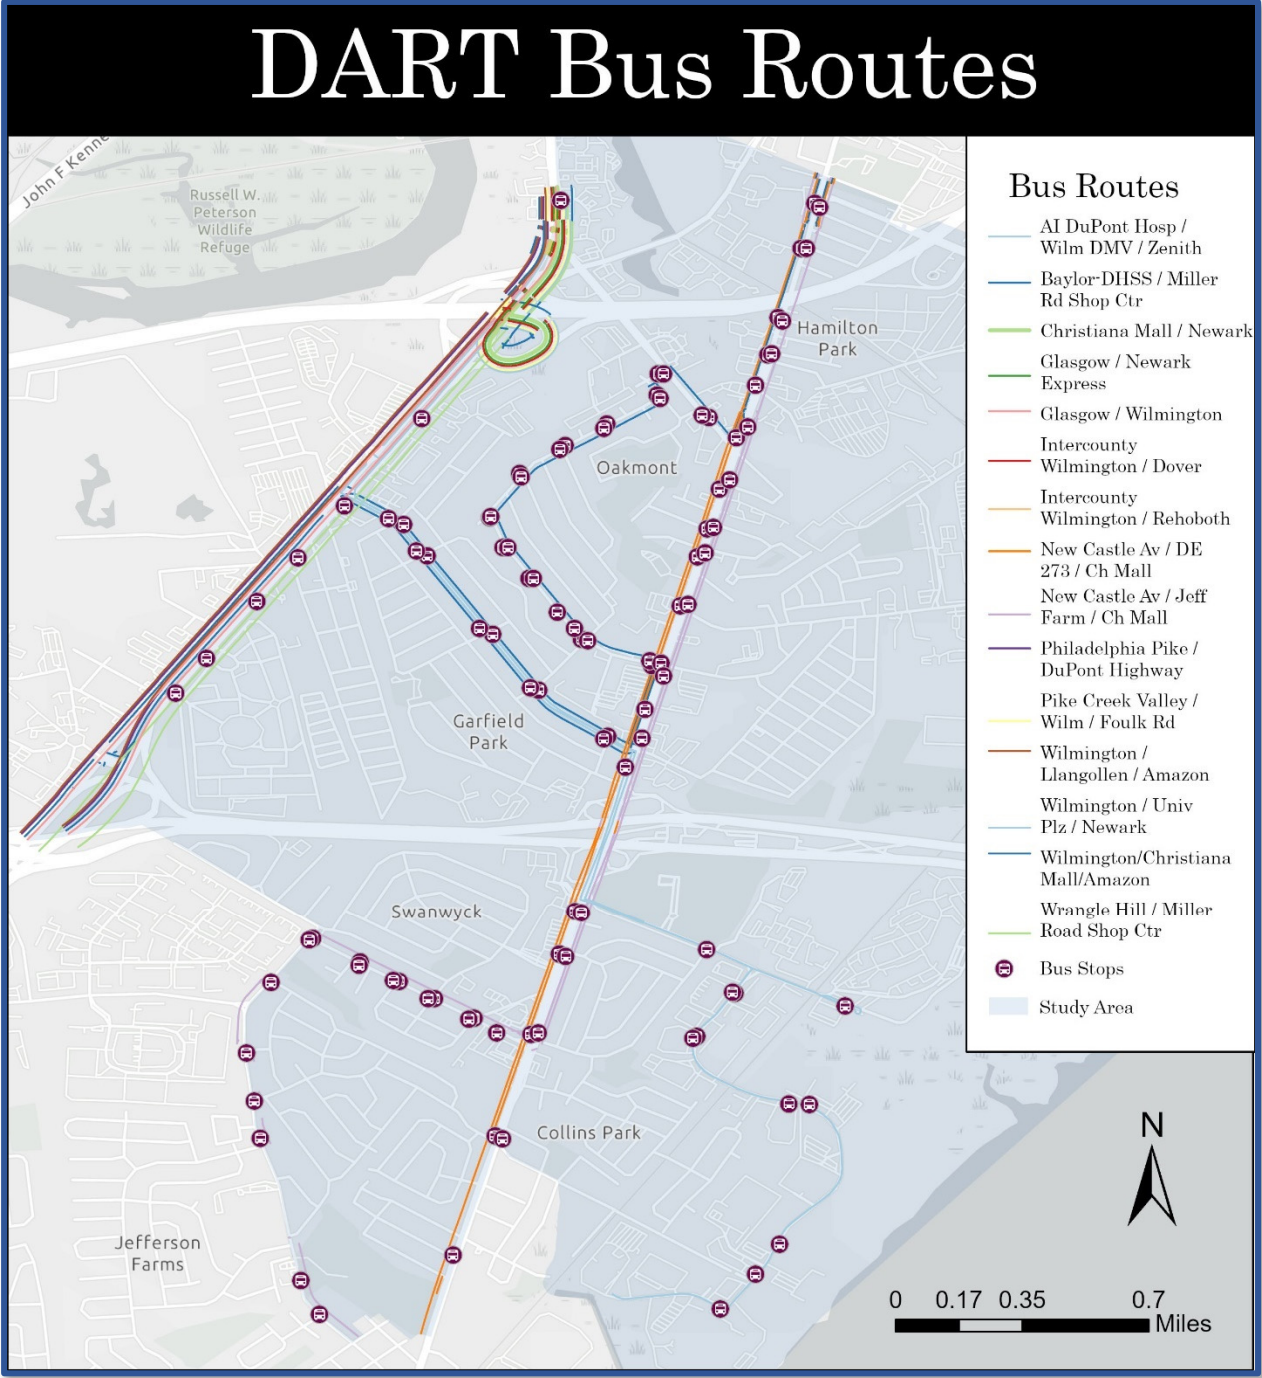 DART Bus Routes
John F Kenne
Russell W.
Peterson
Wildlife
Refuge
Hamilton
Park
Oakmont
Garfield
Park
Swanwyck
Collins Park
Jefferson
Farms
Bus Routes
AI DuPont Hosp /
Wilm DMV / Zenith
Baylor-DHSS / Miller
Rd Shop Ctr
Christiana Mall / Newark
Glasgow / Newark
Express
Glasgow / Wilmington
Intercounty
Wilmington / Dover
Intercounty
Wilmington / Rehoboth
New Castle Av / DE
273 / Ch Mall
New Castle Av / Jeff
Farm / Ch Mall
Philadelphia Pike /
DuPont Highway
Pike Creek Valley /
Wilm / Foulk Rd
Wilmington /
Llangollen / Amazon
Wilmington / Univ
Plz / Newark
Wilmington/Christiana
Mall/Amazon
Wrangle Hill / Miller
Road Shop Ctr
Bus Stops
Study Area
N
0 0.17 0.35 0.7
Miles